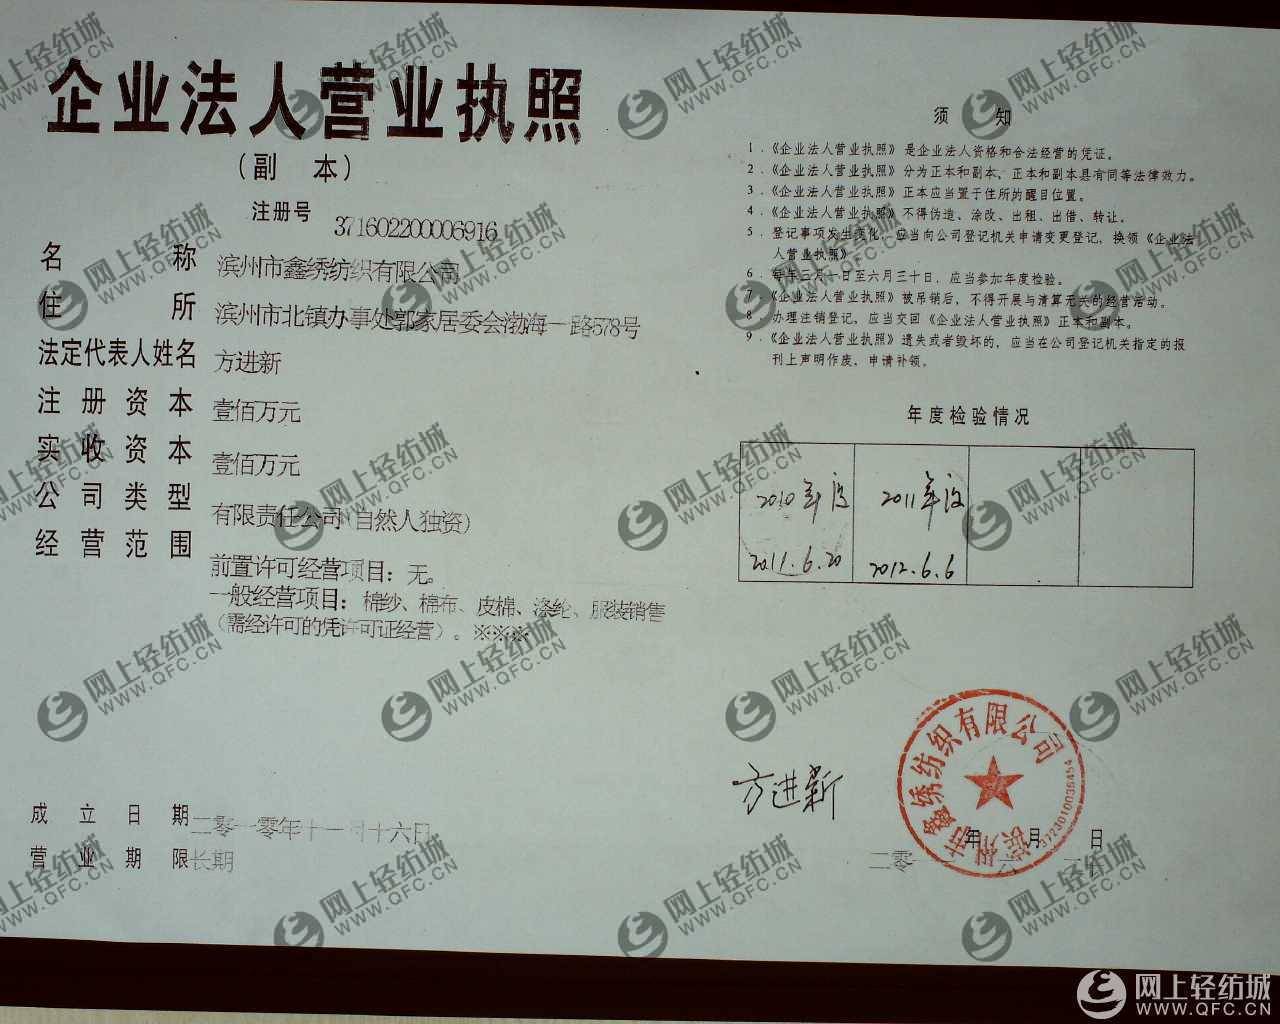 企业法人营业执照
（副 本）
注册号 371602200006916
名 称 滨州市鑫绣纺织有限公司
住 所 滨州市北镇办事处郭家居委会渤海一路578号
法定代表人姓名 方进新
注册资本 壹佰万元
实收资本 壹佰万元
公司类型 有限责任公司(自然人独资)
经营范围
前置许可经营项目：无。
一般经营项目：棉纱、棉布、皮棉、涤纶、服装销售
（需经许可的凭许可证经营）。※※※
成立日期 二零一零年十一月十六日
营业期限 长期
须 知
1．《企业法人营业执照》是企业法人资格和合法经营的凭证。
2．《企业法人营业执照》分为正本和副本，正本和副本具有同等法律效力。
3．《企业法人营业执照》正本应当置于住所的醒目位置。
4．《企业法人营业执照》不得伪造、涂改、出租、出借、转让。
5．登记事项发生变化，应当向公司登记机关申请变更登记，换领《企业法
人营业执照》
6．每年三月一日至六月三十日，应当参加年度检验。
7．《企业法人营业执照》被吊销后，不得开展与清算无关的经营活动。
8．办理注销登记，应当交回《企业法人营业执照》正本和副本。
9．《企业法人营业执照》遗失或者毁坏的，应当在公司登记机关指定的报
刊上声明作废，申请补领。
年度检验情况
2010年度 2011年度
2011.6.20 2012.6.6
方进新
滨州市鑫绣纺织有限公司
3723010036454
年 月 日
二零一 六
网上轻纺城
WWW.QFC.CN